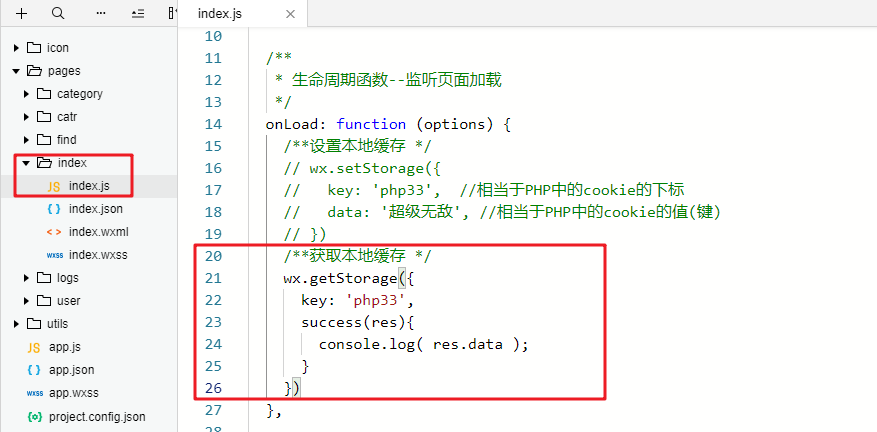 index.js
icon
pages
category
catr
find
index
JS index.js
{ } index.json
< > index.wxml
wxss index.wxss
logs
user
utils
JS app.js
{ } app.json
wxss app.wxss
{o} project.config.json
10
11 /**
12 * 生命周期函数--监听页面加载
13 */
14 onLoad: function (options) {
15 /**设置本地缓存 */
16 // wx.setStorage({
17 // key: 'php33', //相当于PHP中的cookie的下标
18 // data: '超级无敌', //相当于PHP中的cookie的值(键)
19 // })
20 /**获取本地缓存 */
21 wx.getStorage({
22 key: 'php33',
23 success(res){
24 console.log( res.data );
25 }
26 })
27 },